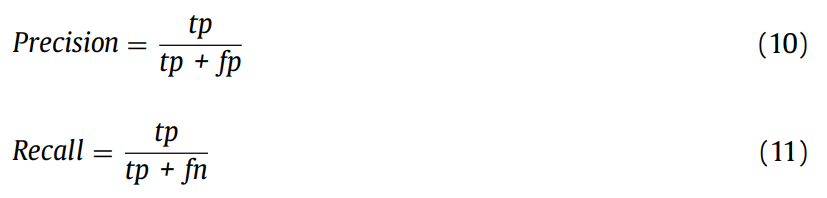 Precision = tp / tp + fp (10)
Recall = tp / tp + fn (11)